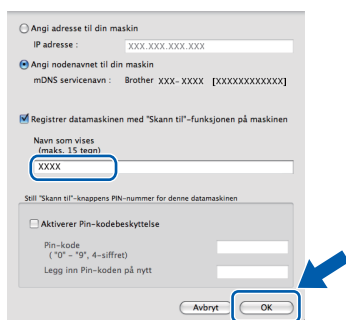 Angi adresse til din maskin
IP adresse : XXX.XXX.XXX.XXX
Angi nodenavnet til din maskin
mDNS servicenavn : Brother XXX-XXXX [XXXXXXXXXXXX]
Registrer datamaskinen med "Skann til"-funksjonen på maskinen
Navn som vises
(maks. 15 tegn)
XXXX
Still "Skann til"-knappens PIN-nummer for denne datamaskinen
Aktiverer Pin-kodebeskyttelse
Pin-kode
( "0" - "9", 4-siffret)
Legg inn Pin-koden på nytt
Avbryt OK